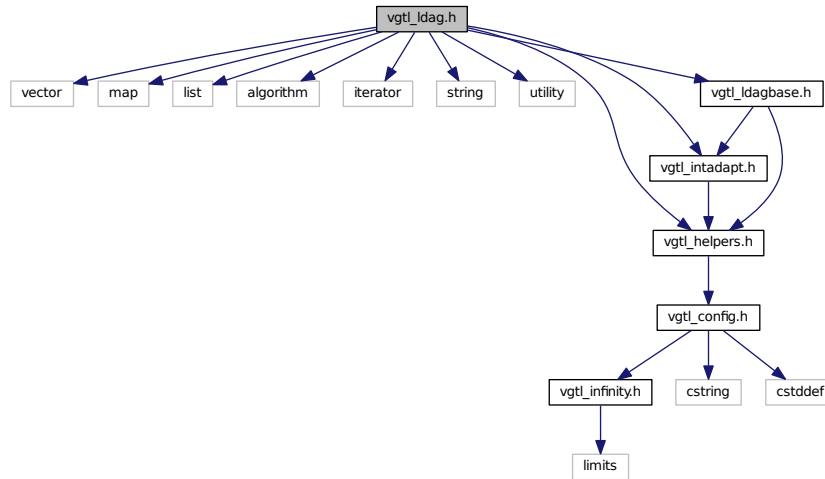 vgtl_ldag.h
vector
map
list
algorithm
iterator
string
utility
vgtl_ldagbase.h
vgtl_intadapt.h
vgtl_helpers.h
vgtl_config.h
vgtl_infinity.h
cstring
cstddef
limits